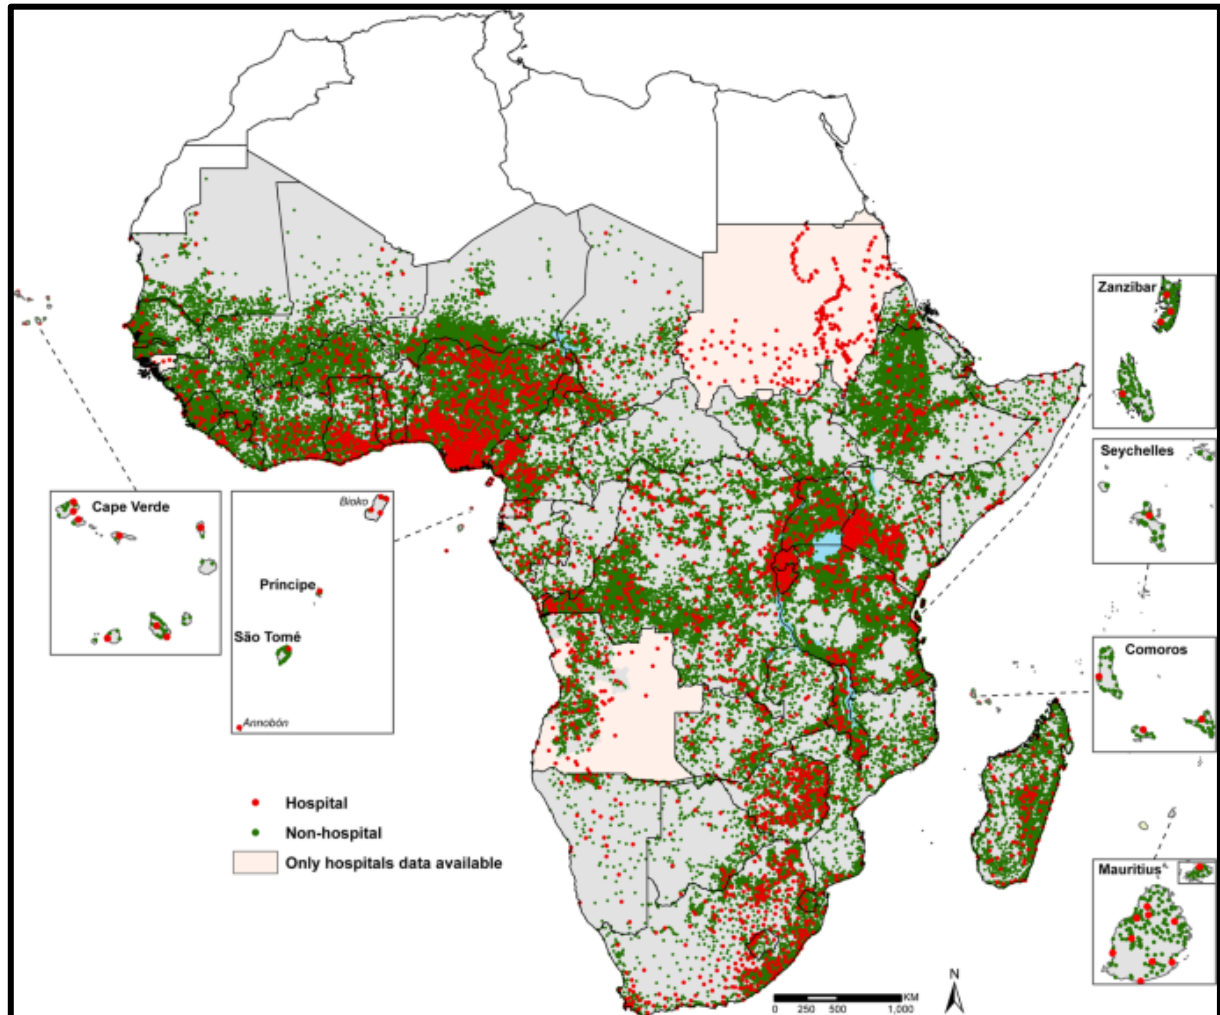 Zanzibar
Seychelles
Cape Verde
Bioko
Principe
São Tomé
Comoros
Annobón
Hospital
Non-hospital
Only hospitals data available
Mauritius
N
KM
0 250 500 1,000